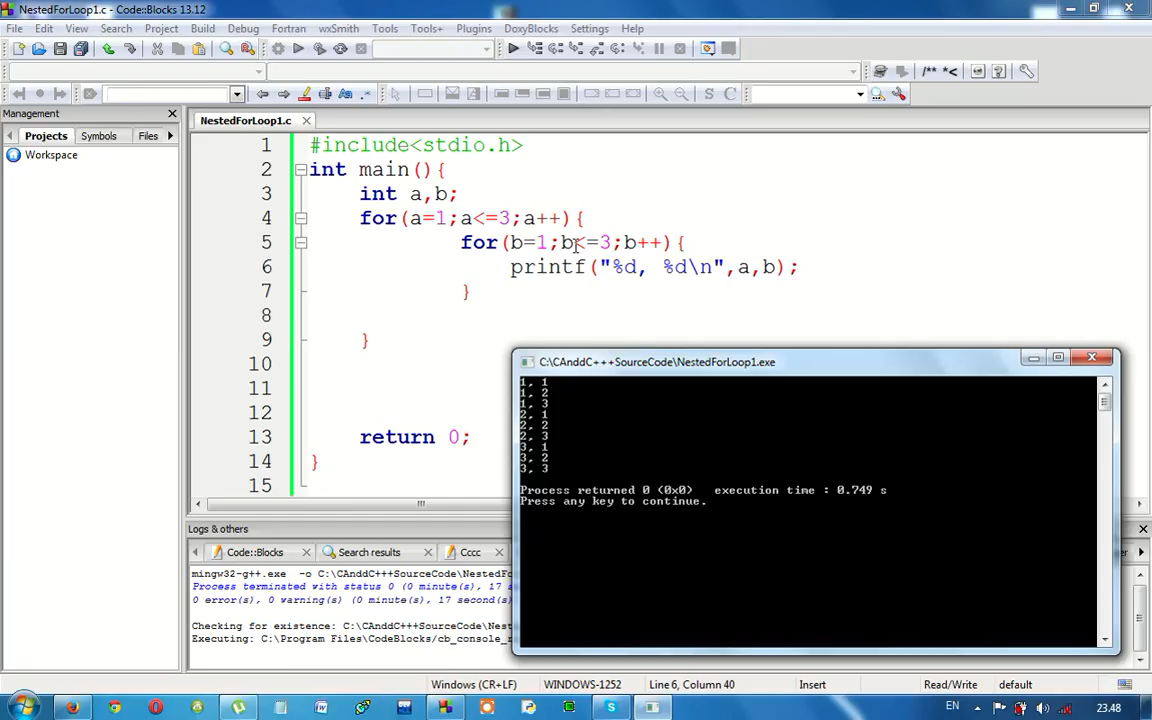 NestedForLoop1.c - Code::Blocks 13.12
File Edit View Search Project Build Debug Fortran wxSmith Tools Tools+ Plugins DoxyBlocks Settings Help
/** *<
Aa
.*
S C
Management
Projects Symbols Files
Workspace
NestedForLoop1.c
1 #include<stdio.h>
2 int main(){
3 int a,b;
4 for(a=1;a<=3;a++){
5 for(b=1;b<=3;b++){
6 printf("%d, %d\n",a,b);
7 }
8
9 }
10
11
12
13 return 0;
14 }
15
C:\CAnddC+++SourceCode\NestedForLoop1.exe
1, 1
1, 2
1, 3
2, 1
2, 2
2, 3
3, 1
3, 2
3, 3
Process returned 0 (0x0) execution time : 0.749 s
Press any key to continue.
Logs & others
Code::Blocks Search results Cccc
mingw32-g++.exe -o C:\CAnddC+++SourceCode\NestedFo
Process terminated with status 0 (0 minute(s), 17 s
0 error(s), 0 warning(s) (0 minute(s), 17 second(s)
Checking for existence: C:\CAnddC+++SourceCode\Nest
Executing: C:\Program Files\CodeBlocks/cb_console_r
Windows (CR+LF) WINDOWS-1252 Line 6, Column 40 Insert Read/Write default
EN 23.48